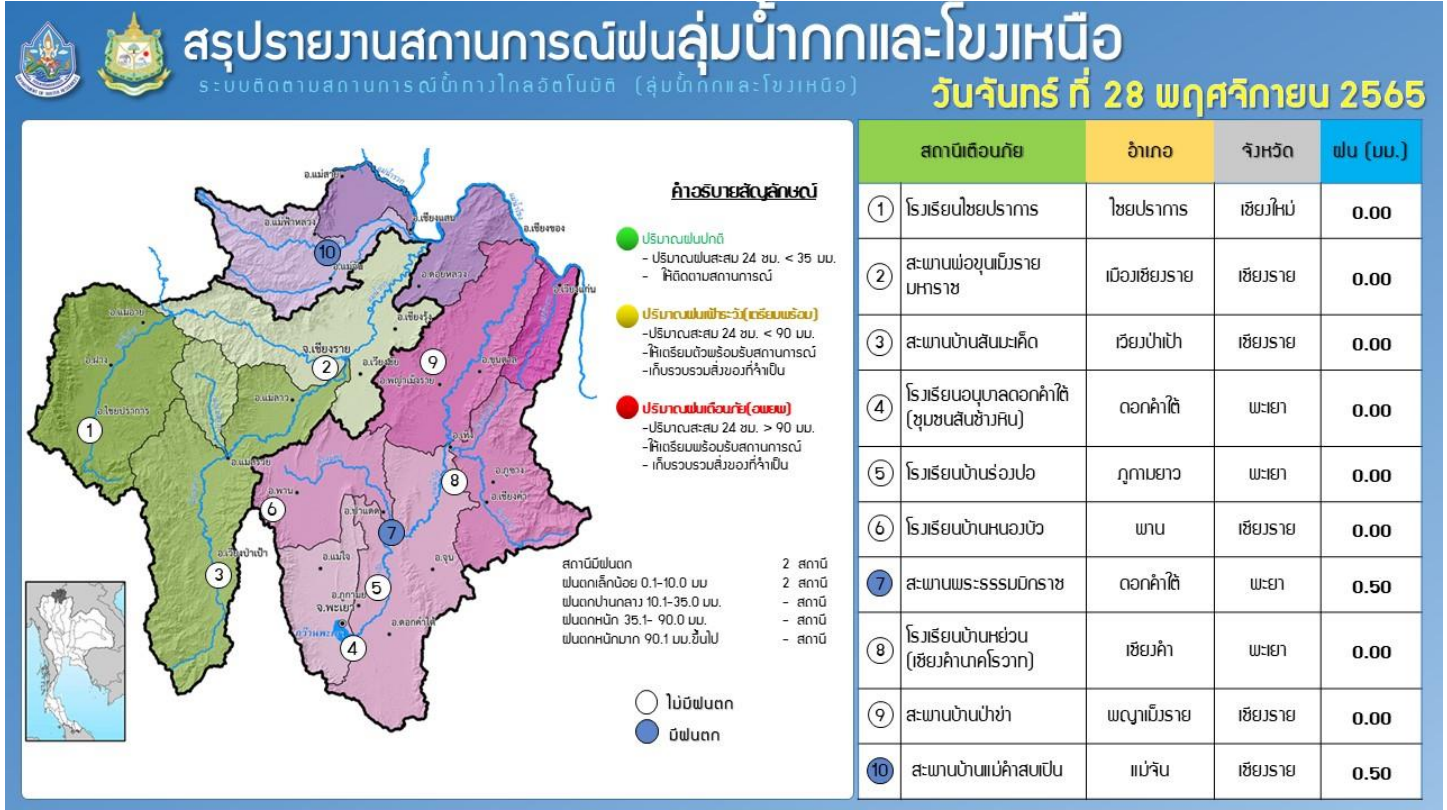 สรุปรายงานสถานการณ์ฝนลุ่มน้ำกกและโขงเหนือ
ระบบติดตามสถานการณ์น้ำทางไกลอัตโนมัติ (ลุ่มน้ำกกและโขงเหนือ)
วันจันทร์ ที่ 28 พฤศจิกายน 2565
อ.แม่สาย
อ.แม่ฟ้าหลวง
อ.เชียงแสน
อ.เชียงของ
10
อ.แม่จัน
อ.ดอยหลวง
อ.เวียงแก่น
อ.แม่อาย
อ.เชียงรุ้ง
จ.เชียงราย
อ.ฝาง
2
อ.เวียงชัย
9
อ.ขุนตาล
อ.พญาเม็งราย
อ.แม่ลาว
อ.ไชยปราการ
1
อ.เทิง
อ.แม่สรวย
8
อ.ภูซาง
อ.พาน
อ.เชียงคำ
6
อ.ป่าแดด
7
อ.เวียงป่าเป้า
อ.แม่ใจ
อ.จุน
3
5
จ.พะเยา
อ.ดอกคำใต้
4
คำอธิบายสัญลักษณ์
ปริมาณฝนปกติ
- ปริมาณฝนสะสม 24 ชม. < 35 มม.
- ให้ติดตามสถานการณ์
ปริมาณฝนเฝ้าระวัง(เตรียมพร้อม)
-ปริมาณสะสม 24 ชม. < 90 มม.
-ให้เตรียมตัวพร้อมรับสถานการณ์
-เก็บรวบรวมสิ่งของที่จำเป็น
ปริมาณฝนเตือนภัย(อพยพ)
-ปริมาณสะสม 24 ชม. > 90 มม.
-ให้เตรียมพร้อมรับสถานการณ์
- เก็บรวบรวมสิ่งของที่จำเป็น
สถานีมีฝนตก 2 สถานี
ฝนตกเล็กน้อย 0.1-10.0 มม 2 สถานี
ฝนตกปานกลาง 10.1-35.0 มม. - สถานี
ฝนตกหนัก 35.1- 90.0 มม. - สถานี
ฝนตกหนักมาก 90.1 มม.ขึ้นไป - สถานี
ไม่มีฝนตก
มีฝนตก
สถานีเตือนภัย อำเภอ จังหวัด ฝน (มม.)
1 โรงเรียนไชยปราการ ไชยปราการ เชียงใหม่ 0.00
2 สะพานพ่อขุนเม็งราย
มหาราช เมืองเชียงราย เชียงราย 0.00
3 สะพานบ้านสันมะเค็ด เวียงป่าเป้า เชียงราย 0.00
4 โรงเรียนอนุบาลดอกคำใต้
(ชุมชนสันช้างหิน) ดอกคำใต้ พะเยา 0.00
5 โรงเรียนบ้านร่องปอ ภูกามยาว พะเยา 0.00
6 โรงเรียนบ้านหนองบัว พาน เชียงราย 0.00
7 สะพานพระธรรมมิกราช ดอกคำใต้ พะยา 0.50
8 โรงเรียนบ้านหย่วน
(เชียงคำนาคโรวาท) เชียงคำ พะเยา 0.00
9 สะพานบ้านป่าข่า พญาเม็งราย เชียงราย 0.00
10 สะพานบ้านแม่คำสบเปิน แม่จัน เชียงราย 0.50